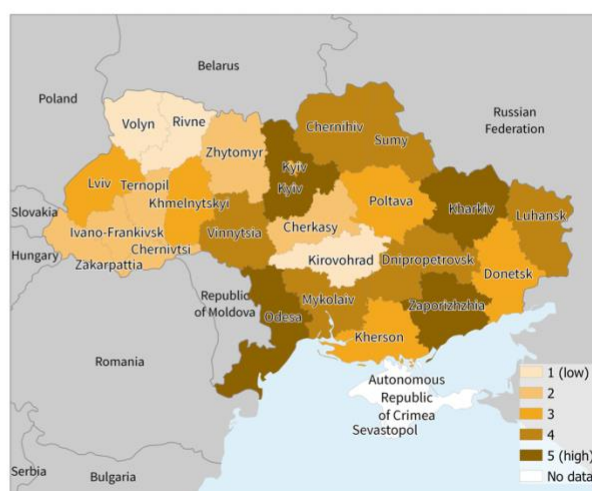 Belarus
Poland
Russian
Federation
Volyn
Rivne
Chernihiv
Sumy
Zhytomyr
Kyiv
Kyiv
Lviv
Ternopil
Khmelnytskyi
Poltava
Kharkiv
Luhansk
Slovakia
Ivano-Frankivsk
Vinnytsia
Cherkasy
Hungary
Chernivtsi
Zakarpattia
Kirovohrad
Dnipropetrovsk
Donetsk
Republic
of Moldova
Odesa
Mykolaiv
Zaporizhzhia
Kherson
Romania
Autonomous
Republic
of Crimea
Sevastopol
Serbia
Bulgaria
1 (low)
2
3
4
5 (high)
No data